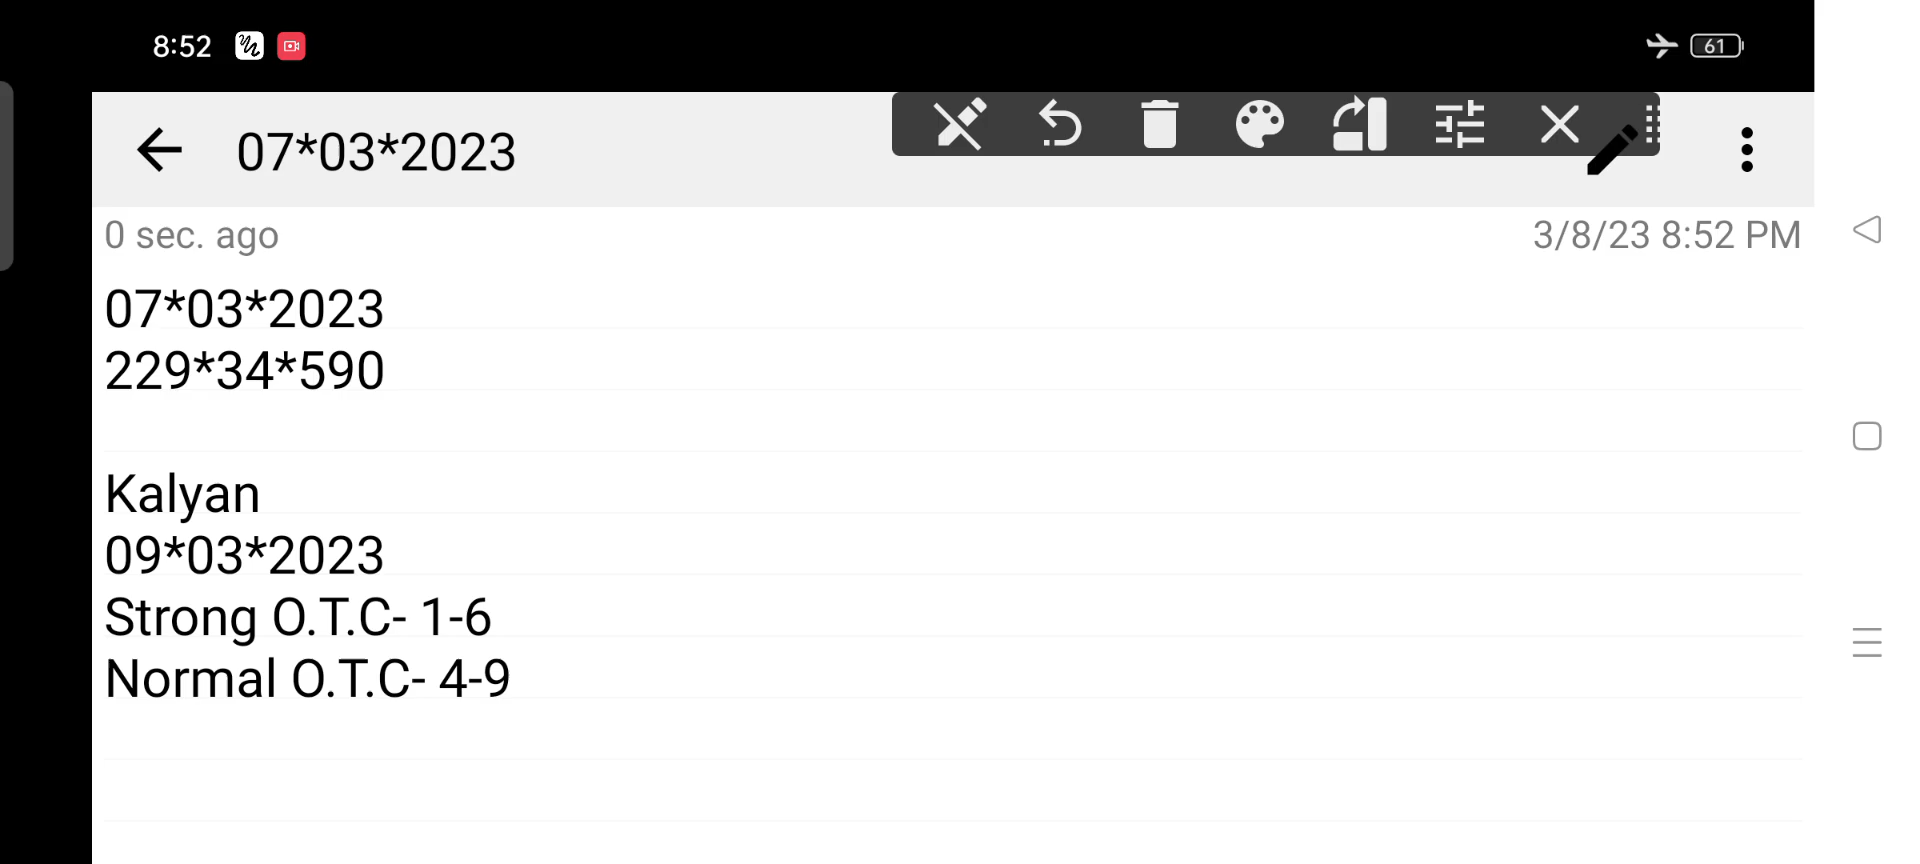 8:52
61
07*03*2023
0 sec. ago
3/8/23 8:52 PM
07*03*2023
229*34*590
Kalyan
09*03*2023
Strong O.T.C- 1-6
Normal O.T.C- 4-9